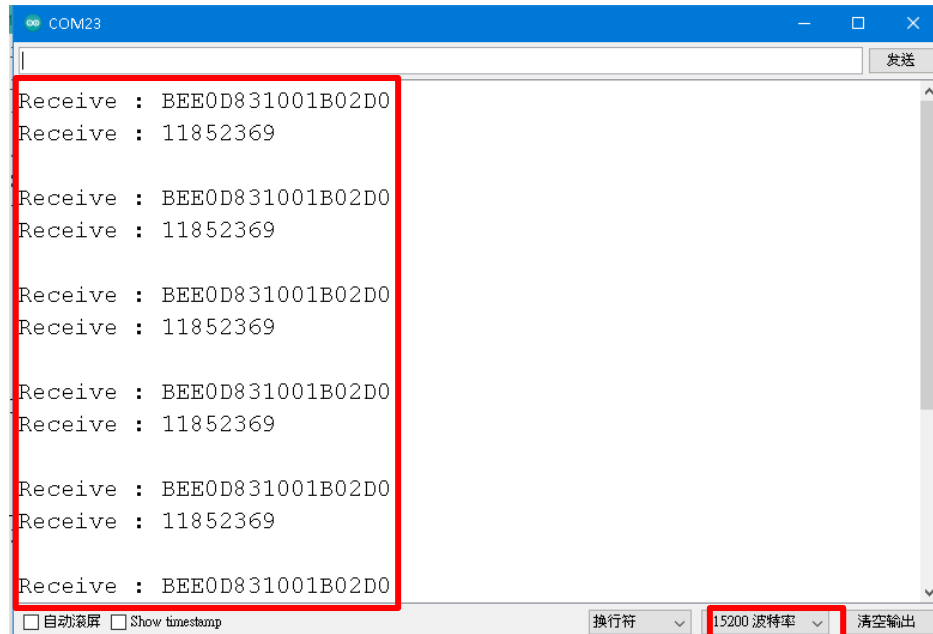 COM23
发送
Receive : BEE0D831001B02D0
Receive : 11852369
Receive : BEE0D831001B02D0
Receive : 11852369
Receive : BEE0D831001B02D0
Receive : 11852369
Receive : BEE0D831001B02D0
Receive : 11852369
Receive : BEE0D831001B02D0
Receive : 11852369
Receive : BEE0D831001B02D0
自动滚屏 Show timestamp 换行符 15200 波特率 清空输出